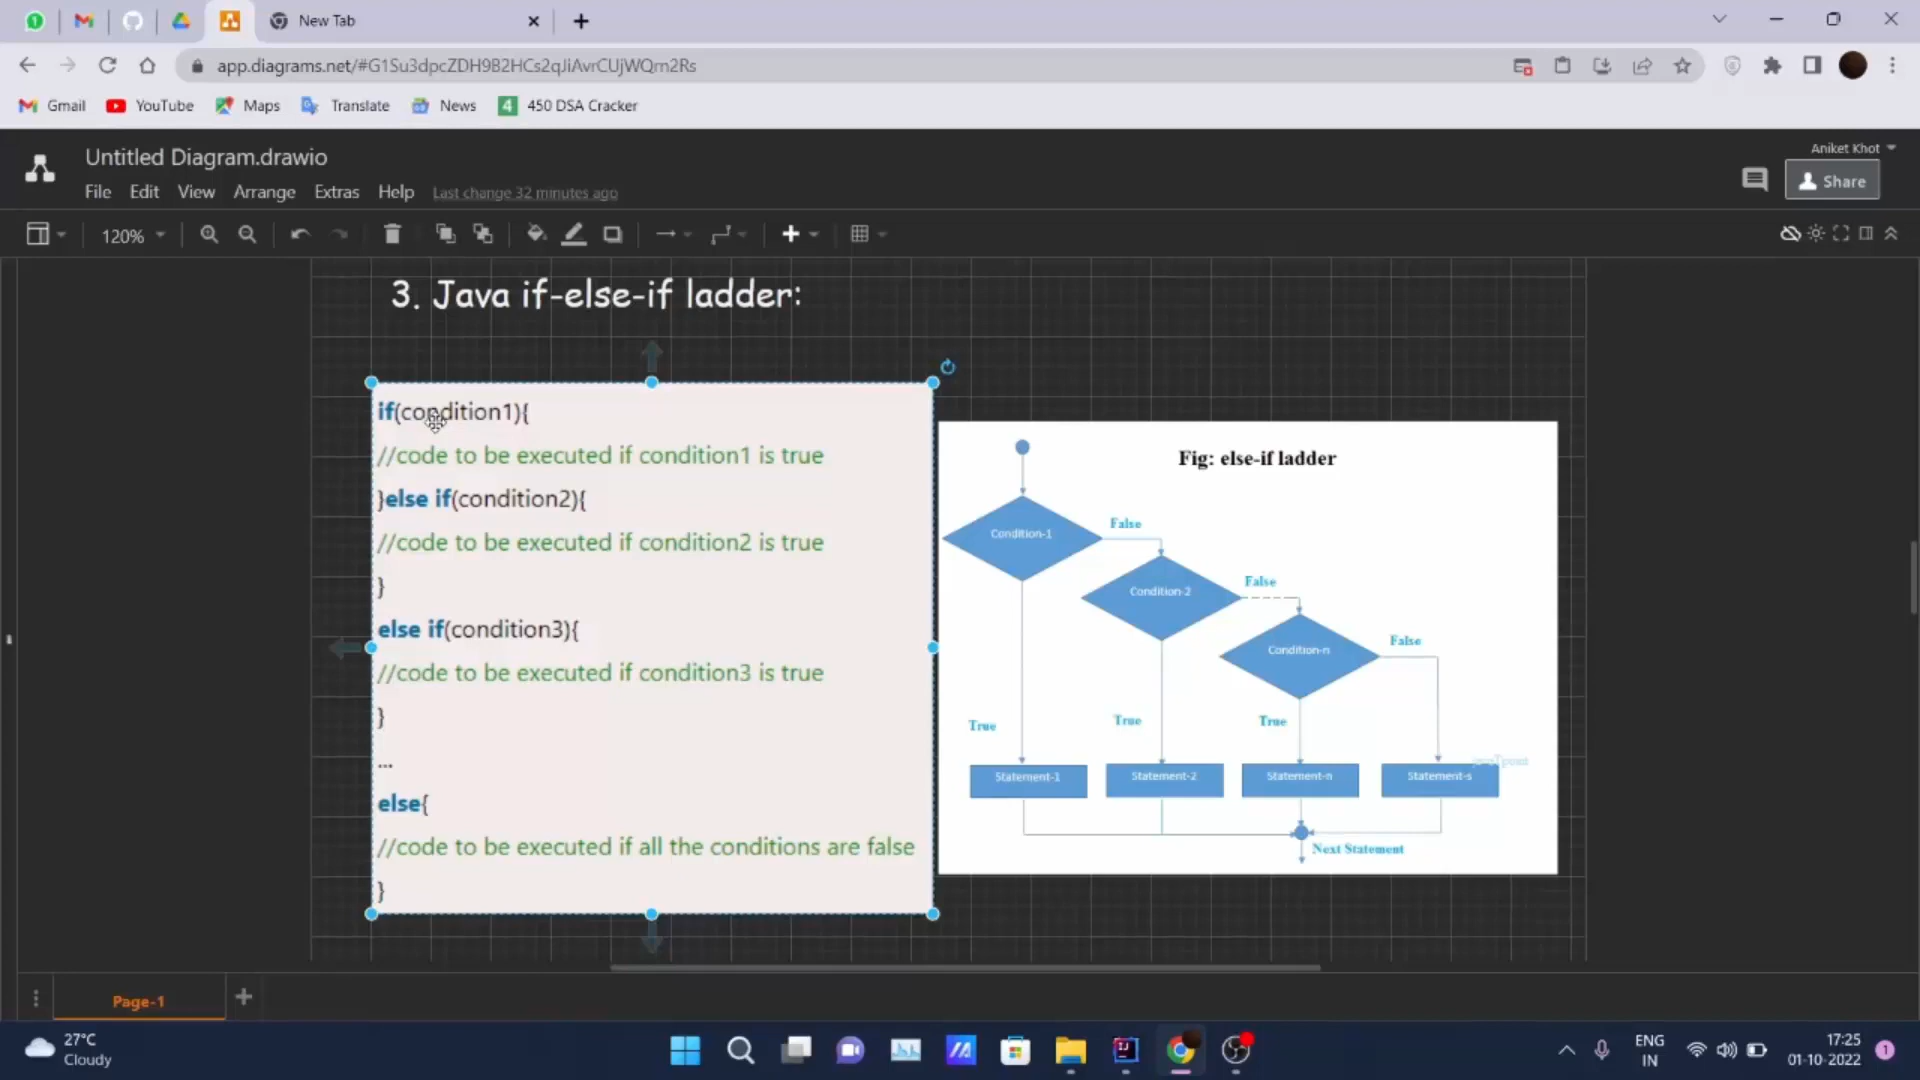 New Tab
app.diagrams.net/#G1Su3dpcZDH9B2HCs2qJiAvrCUjWQrn2Rs
Gmail
YouTube
Maps
Translate
News
4
450 DSA Cracker
Untitled Diagram.drawio
Aniket Khot
File
Edit
View
Arrange
Extras
Help
Last change 32 minutes ago
Share
120%
3. Java if-else-if ladder:
if(condition1){
//code to be executed if condition1 is true
}else if(condition2){
//code to be executed if condition2 is true
}
else if(condition3){
//code to be executed if condition3 is true
}
...
else{
//code to be executed if all the conditions are false
}
Fig: else-if ladder
Condition-1
False
Condition-2
False
Condition-n
False
True
True
True
Statement-1
Statement-2
Statement-n
Statement-s
Next Statement
Page-1
27°C
Cloudy
ENG
IN
17:25
01-10-2022
1